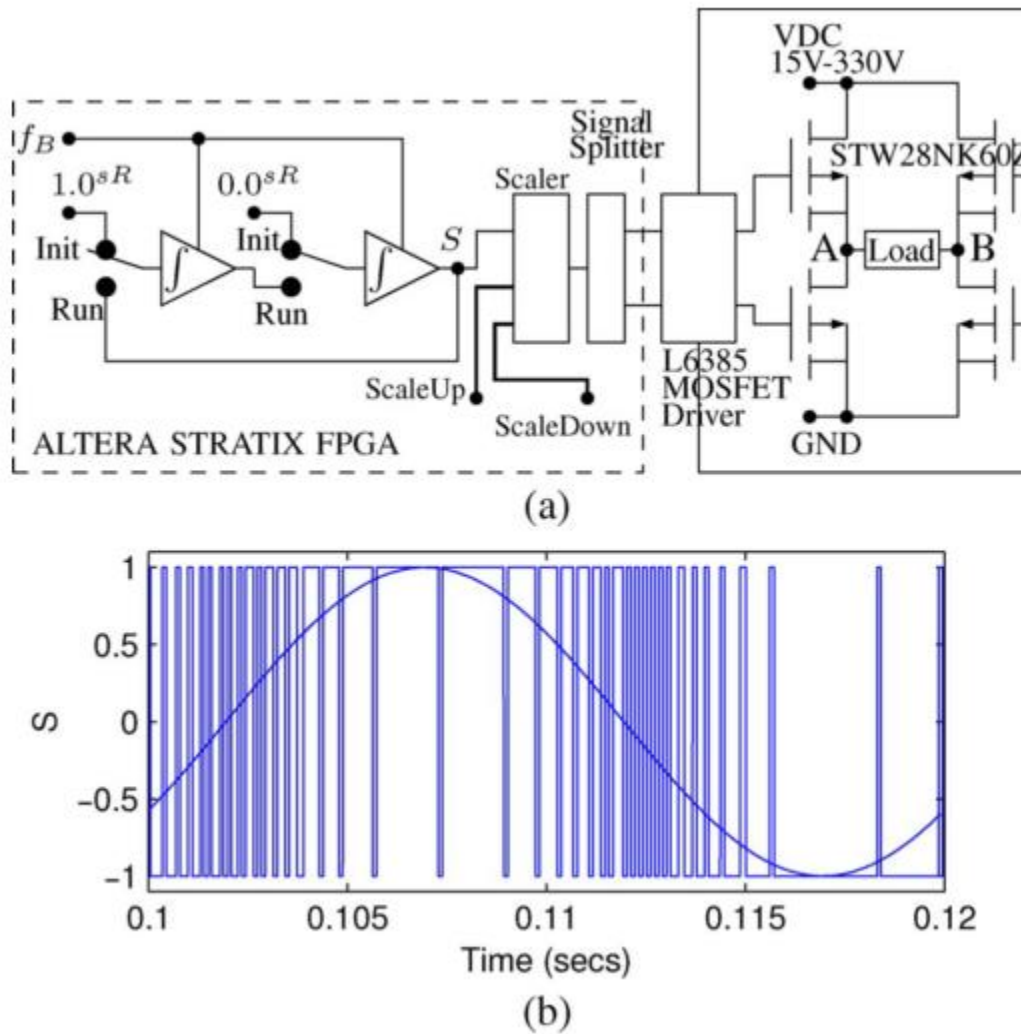 VDC
15V-330V
f_B
Signal
Splitter
STW28NK60Z
1.0^{sR}
0.0^{sR}
Scaler
Init
Init
S
A
Load
B
Run
Run
L6385
MOSFET
Driver
ScaleUp
ScaleDown
GND
ALTERA STRATIX FPGA
∫
∫
(a)
1
0.5
0
−0.5
−1
S
0.1
0.105
0.11
0.115
0.12
Time (secs)
(b)